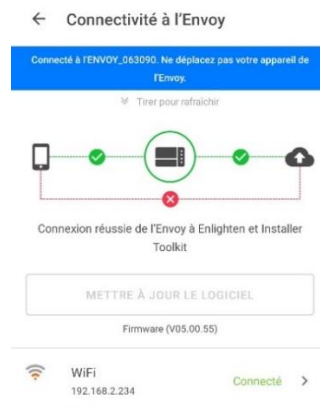 Connectivité à l'Envoy
Connecté à l'ENVOY_063090. Ne déplacez pas votre appareil de
l'Envoy.
Tirer pour rafraîchir
Connexion réussie de l'Envoy à Enlighten et Installer
Toolkit
METTRE À JOUR LE LOGICIEL
Firmware (V05.00.55)
WiFi
Connecté
192.168.2.234